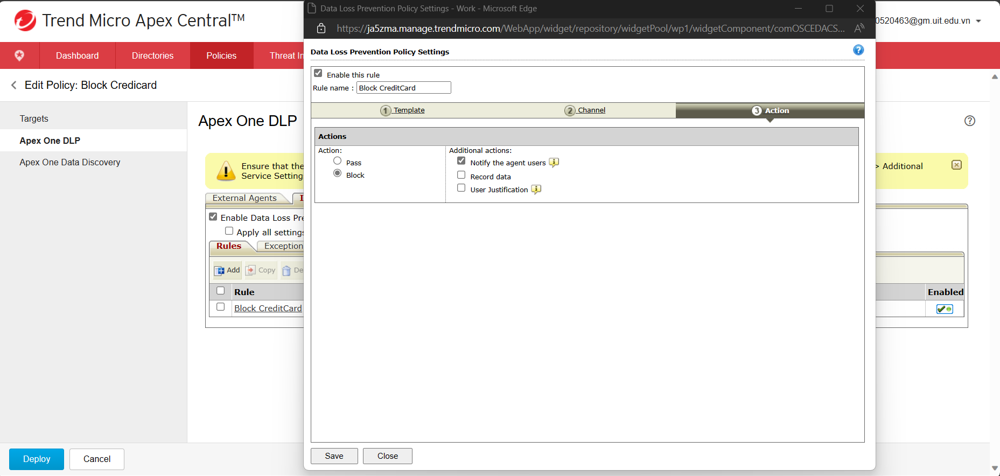 Data Loss Prevention Policy Settings - Work - Microsoft Edge
https://ja5zma.manage.trendmicro.com/WebApp/widget/repository/widgetPool/wp1/widgetComponent/comOSCEDACS...
Trend Micro Apex Central™
0520463@gm.uit.edu.vn
Dashboard
Directories
Policies
Threat In
Edit Policy: Block Credicard
Targets
Apex One DLP
Apex One Data Discovery
Apex One DLP
Ensure that the
Service Setting
> Additional
External Agents
Enable Data Loss Pre
Apply all settings
Rules
Exception
Add
Copy
De
Rule
Enabled
Block CreditCard
Deploy
Cancel
Data Loss Prevention Policy Settings
Enable this rule
Rule name : Block CreditCard
1 Template
2 Channel
3 Action
Actions
Action:
Pass
Block
Additional actions:
Notify the agent users
Record data
User Justification
Save
Close